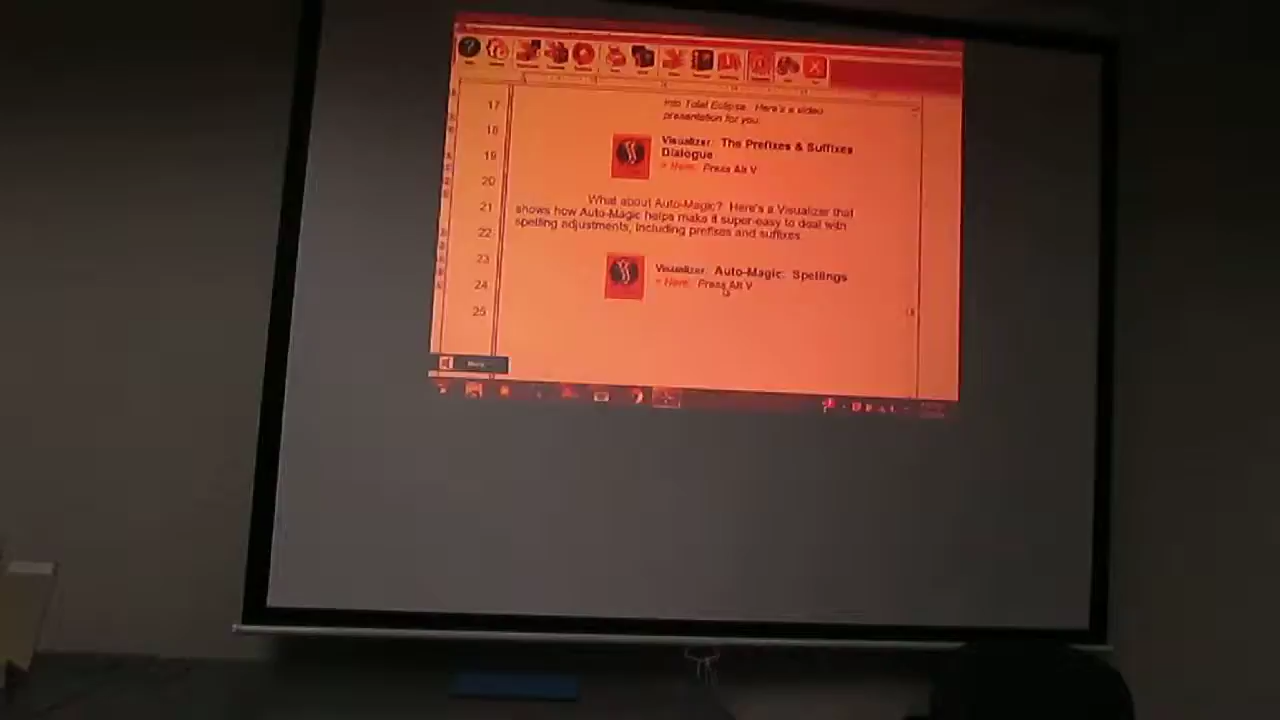 into Total Eclipse. Here's a video
presentation for you.
17
18
Visualizer: The Prefixes & Suffixes
Dialogue
19
Here: Press Alt V
20
What about Auto-Magic? Here's a Visualizer that
21
shows how Auto-Magic helps make it super-easy to deal with
22
spelling adjustments, including prefixes and suffixes.
23
Visualizer: Auto-Magic: Spellings
24
Here: Press Alt V
25